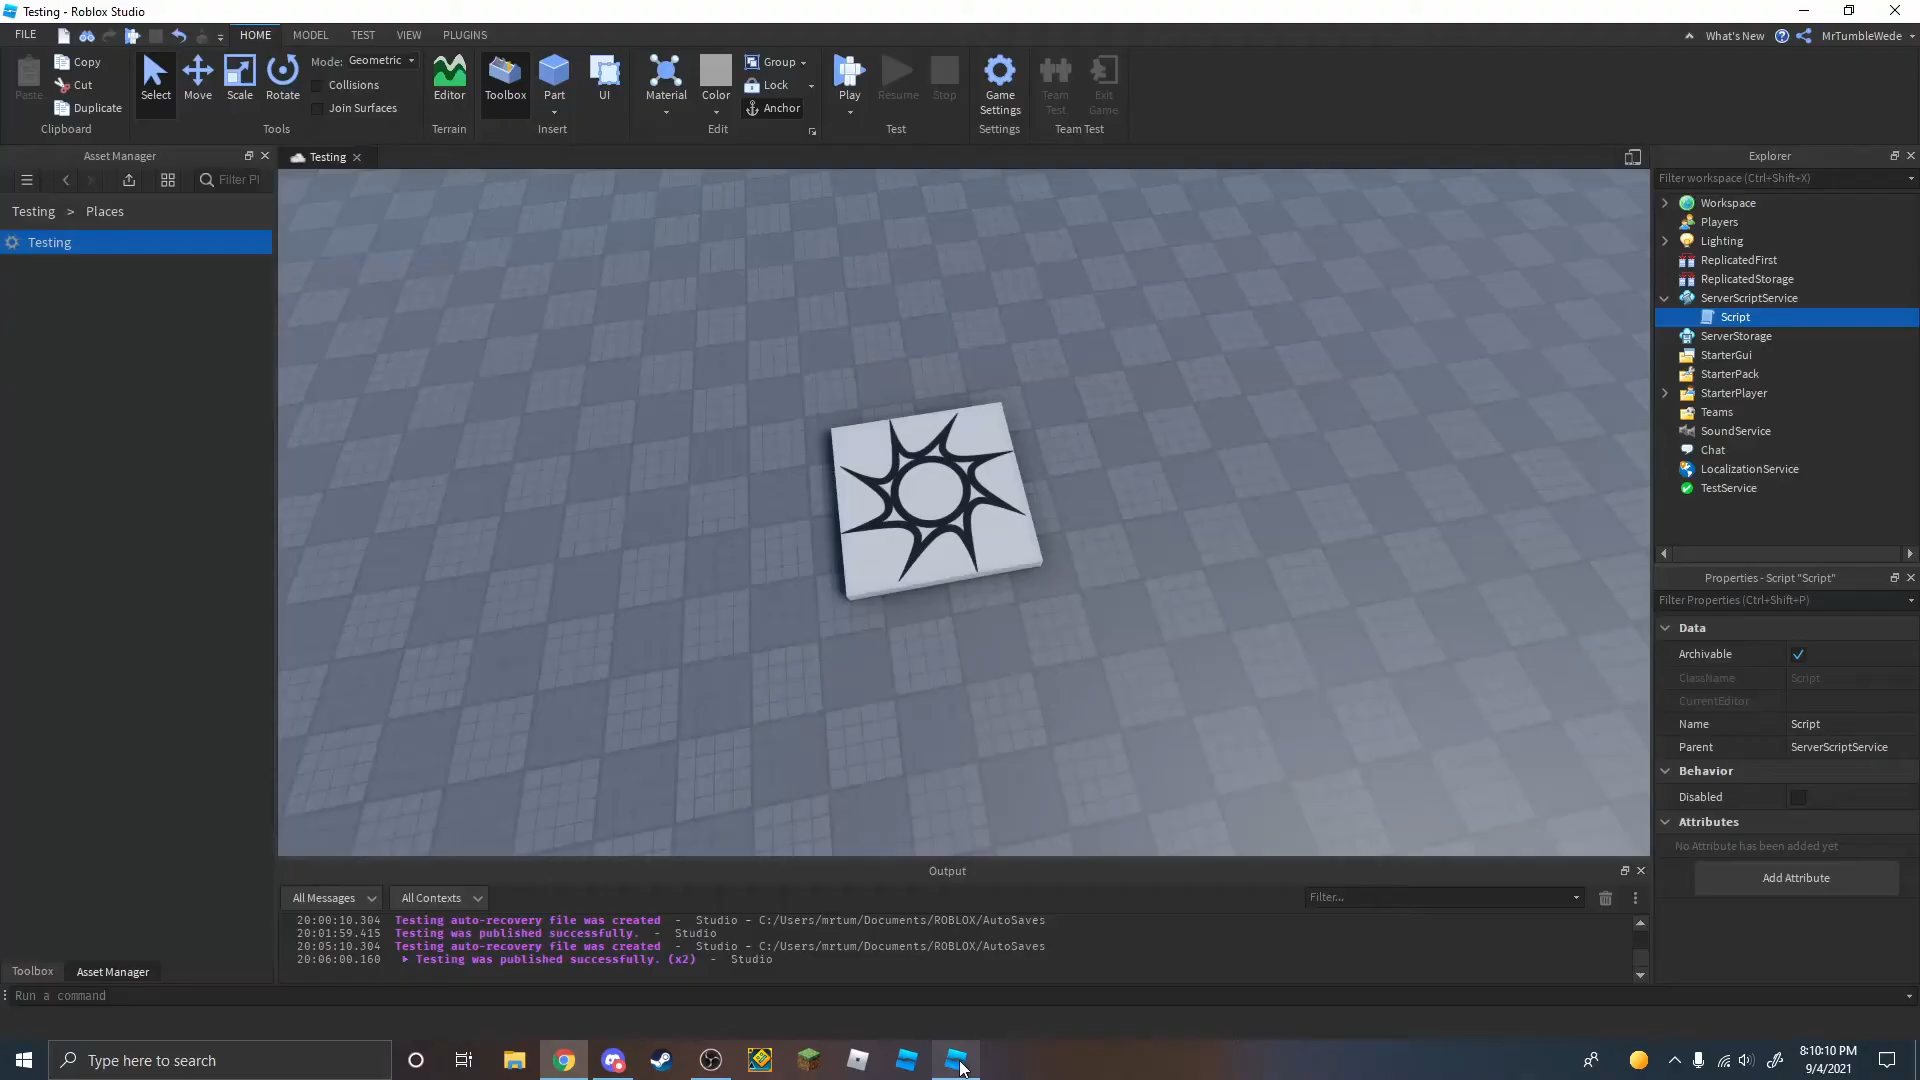 Testing - Roblox Studio
FILE HOME MODEL TEST VIEW PLUGINS What's New MrTumbleWede
Paste Copy Cut Duplicate Clipboard
Select Move Scale Rotate Mode: Geometric Collisions Join Surfaces Tools
Editor Terrain
Toolbox Part UI Insert
Material Color Group Lock Anchor Edit
Play Resume Stop Test
Game Settings Settings
Team Test Exit Game Team Test
Asset Manager
Filter Pl
Testing > Places
Testing
Testing
Explorer
Filter workspace (Ctrl+Shift+X)
Workspace
Players
Lighting
ReplicatedFirst
ReplicatedStorage
ServerScriptService
Script
ServerStorage
StarterGui
StarterPack
StarterPlayer
Teams
SoundService
Chat
LocalizationService
TestService
Properties - Script "Script"
Filter Properties (Ctrl+Shift+P)
Data
Archivable
ClassName Script
CurrentEditor
Name Script
Parent ServerScriptService
Behavior
Disabled
Attributes
No Attribute has been added yet
Add Attribute
Output
All Messages All Contexts Filter...
20:00:10.304 Testing auto-recovery file was created - Studio - C:/Users/mrtum/Documents/ROBLOX/AutoSaves
20:01:59.415 Testing was published successfully. - Studio
20:05:10.304 Testing auto-recovery file was created - Studio - C:/Users/mrtum/Documents/ROBLOX/AutoSaves
20:06:00.160 Testing was published successfully. (x2) - Studio
Toolbox Asset Manager
Run a command
Type here to search
8:10:10 PM
9/4/2021